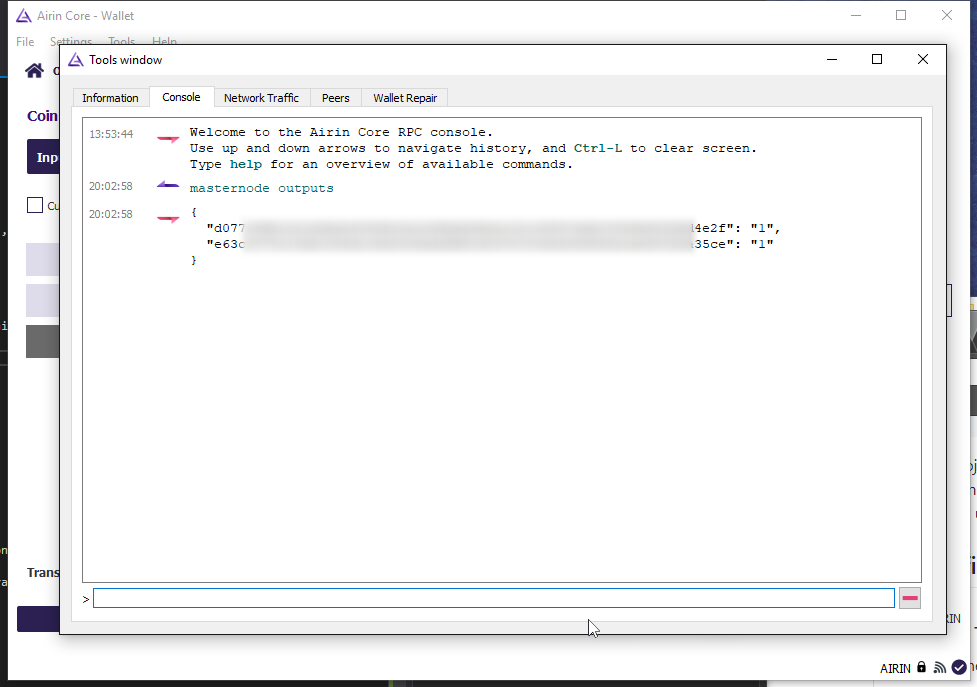 Airin Core - Wallet
File Settings Tools Help
Tools window
Information Console Network Traffic Peers Wallet Repair
Coin
Inp
Cu
13:53:44 Welcome to the Airin Core RPC console.
Use up and down arrows to navigate history, and Ctrl-L to clear screen.
Type help for an overview of available commands.
20:02:58 masternode outputs
20:02:58 {
"d077 d4e2f": "1",
"e63c 35ce": "1"
}
Trans
>
RIN
AIRIN